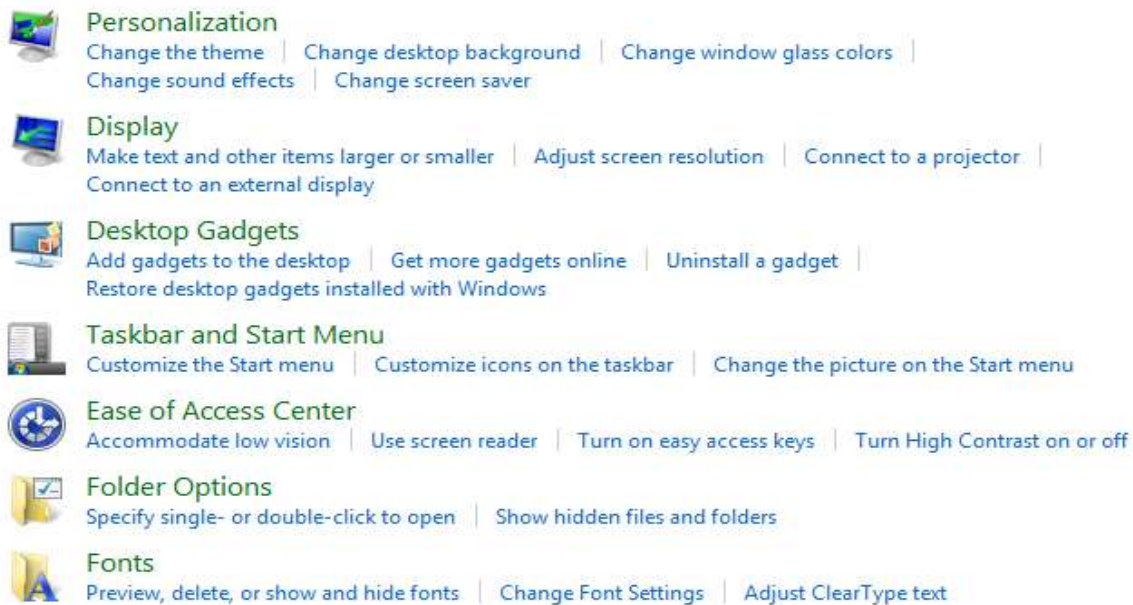 Personalization
Change the theme | Change desktop background | Change window glass colors |
Change sound effects | Change screen saver
Display
Make text and other items larger or smaller | Adjust screen resolution | Connect to a projector |
Connect to an external display
Desktop Gadgets
Add gadgets to the desktop | Get more gadgets online | Uninstall a gadget |
Restore desktop gadgets installed with Windows
Taskbar and Start Menu
Customize the Start menu | Customize icons on the taskbar | Change the picture on the Start menu
Ease of Access Center
Accommodate low vision | Use screen reader | Turn on easy access keys | Turn High Contrast on or off
Folder Options
Specify single- or double-click to open | Show hidden files and folders
Fonts
Preview, delete, or show and hide fonts | Change Font Settings | Adjust ClearType text